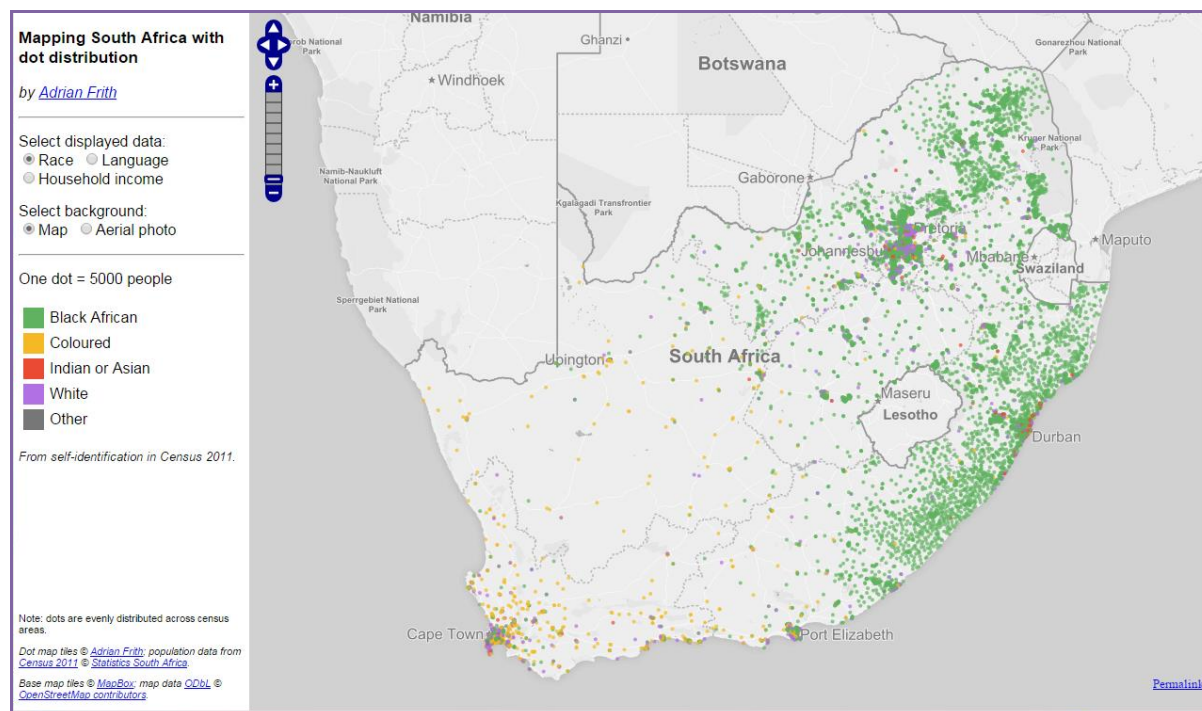 Mapping South Africa with
dot distribution
by Adrian Frith
Select displayed data:
Race Language
Household income
Select background:
Map Aerial photo
One dot = 5000 people
Black African
Coloured
Indian or Asian
White
Other
From self-identification in Census 2011.
Note: dots are evenly distributed across census
areas.
Dot map tiles © Adrian Frith; population data from
Census 2011 © Statistics South Africa.
Base map tiles © MapBox; map data ODbL ©
OpenStreetMap contributors.
Namibia
National
Park
Ghanzi
Windhoek
Botswana
Gonarezhou National
Park
Kruger National
Park
Namib-Naukluft
National Park
Gaborone
Kgalagadi Transfrontier
Park
Pretoria
Johannesbu
Maputo
Mbabane
Swaziland
Sperrgebiet National
Park
Upington
South Africa
Maseru
Lesotho
Durban
Cape Town
Port Elizabeth
Permalink